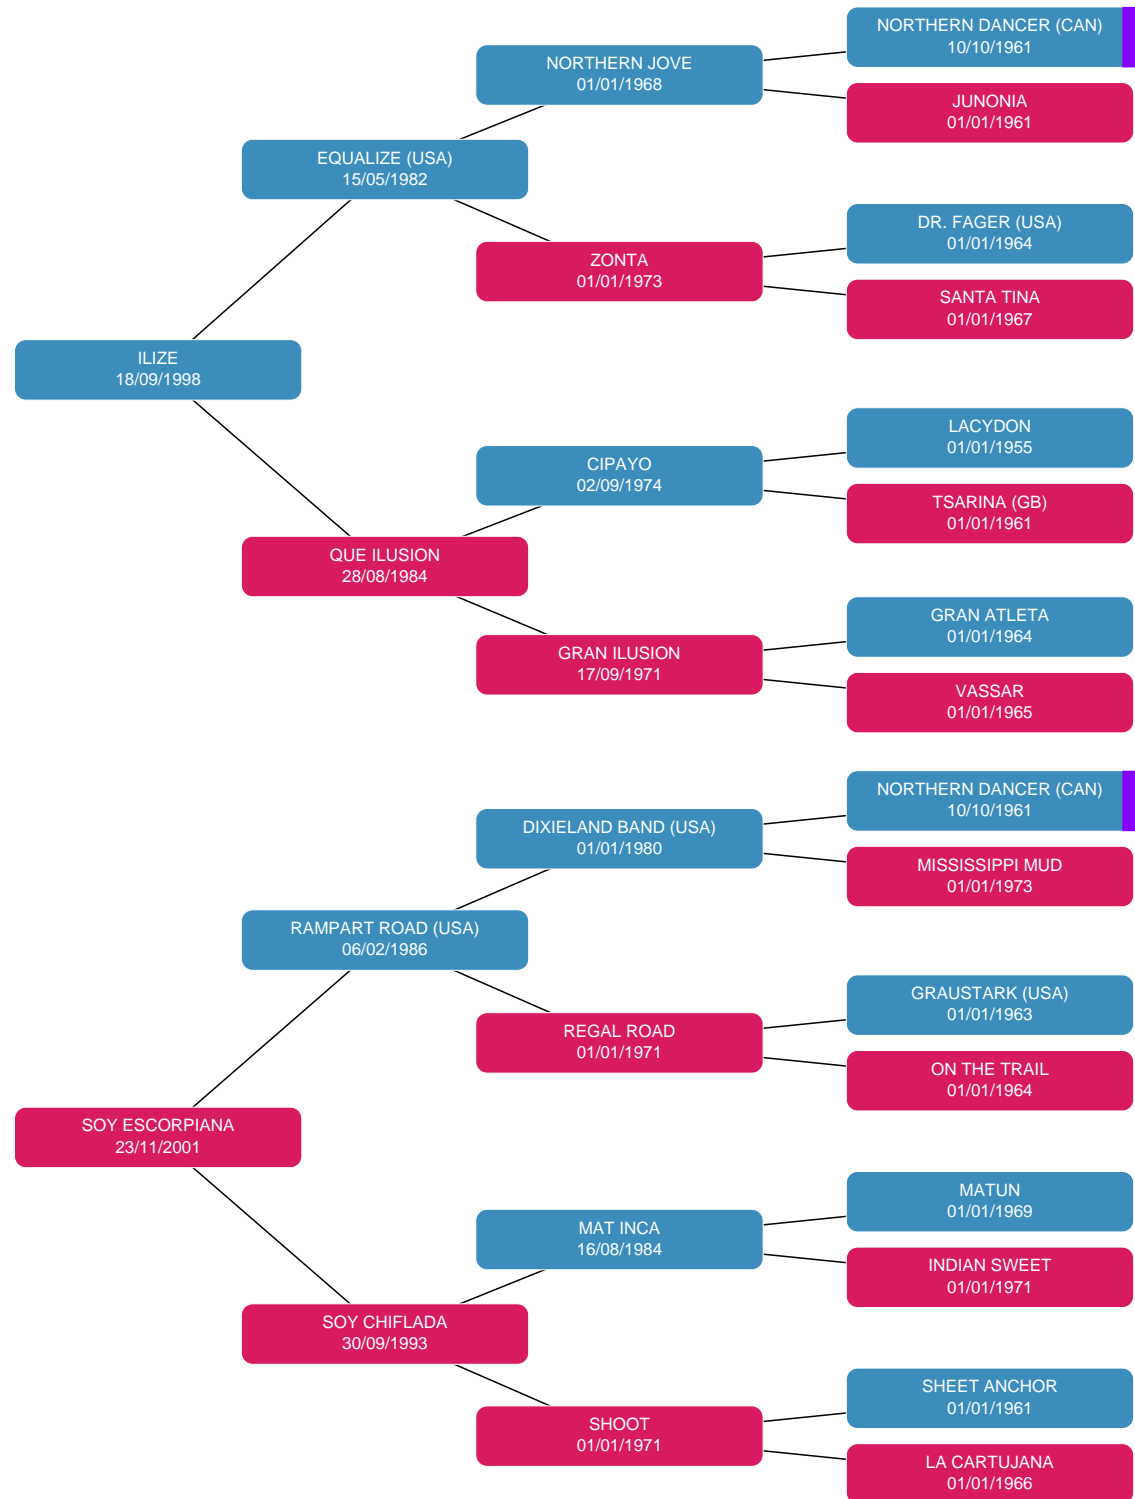 NORTHERN DANCER (CAN)
10/10/1961
NORTHERN JOVE
01/01/1968
JUNONIA
01/01/1961
EQUALIZE (USA)
15/05/1982
DR. FAGER (USA)
01/01/1964
ZONTA
01/01/1973
SANTA TINA
01/01/1967
ILIZE
18/09/1998
LACYDON
01/01/1955
CIPAYO
02/09/1974
TSARINA (GB)
01/01/1961
QUE ILUSION
28/08/1984
GRAN ATLETA
01/01/1964
GRAN ILUSION
17/09/1971
VASSAR
01/01/1965
NORTHERN DANCER (CAN)
10/10/1961
DIXIELAND BAND (USA)
01/01/1980
MISSISSIPPI MUD
01/01/1973
RAMPART ROAD (USA)
06/02/1986
GRAUSTARK (USA)
01/01/1963
REGAL ROAD
01/01/1971
ON THE TRAIL
01/01/1964
SOY ESCORPIANA
23/11/2001
MATUN
01/01/1969
MAT INCA
16/08/1984
INDIAN SWEET
01/01/1971
SOY CHIFLADA
30/09/1993
SHEET ANCHOR
01/01/1961
SHOOT
01/01/1971
LA CARTUJANA
01/01/1966